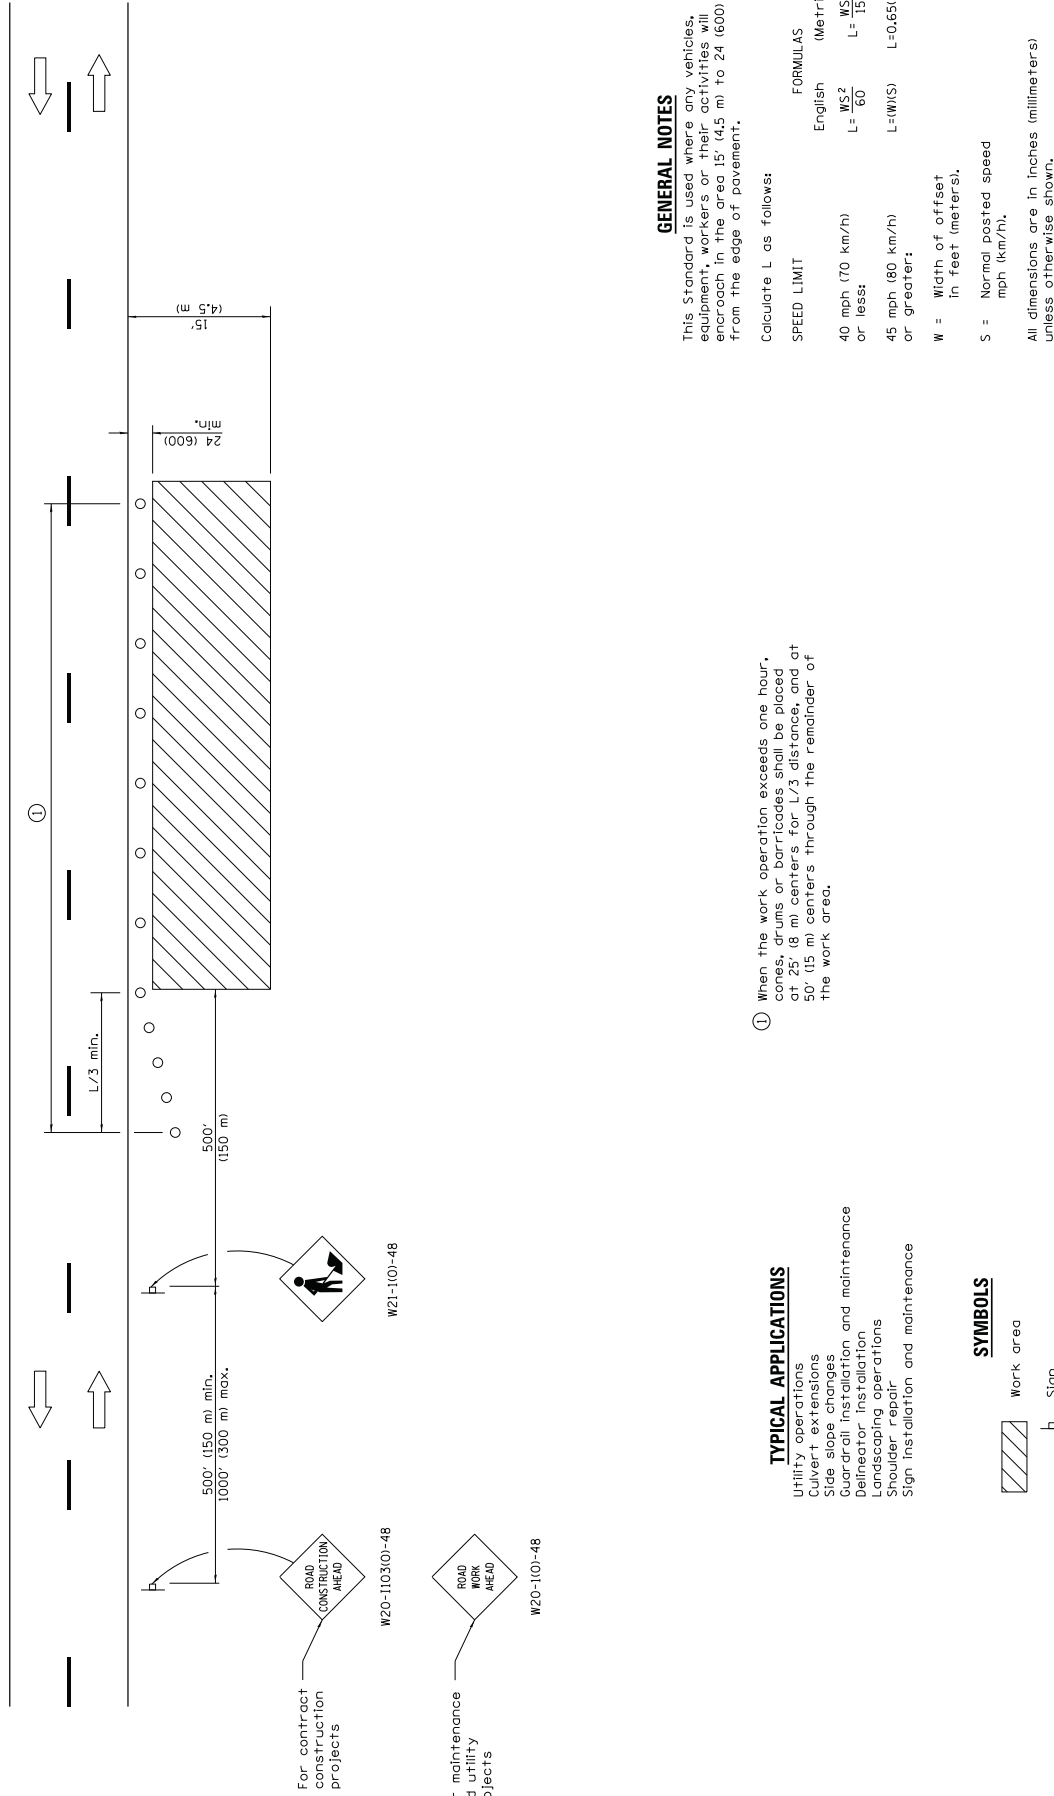 15'
(4.5 m)
24 (600)
min.
1
L/3 min.
500'
(150 m)
500' (150 m) min.
1000' (300 m) max.
W21-1(O)-48
ROAD
CONSTRUCTION
AHEAD
W20-I103(O)-48
ROAD
WORK
AHEAD
W20-1(O)-48
For contract
construction
projects
maintenance
utility
GENERAL NOTES
This Standard is used where any vehicles,
equipment, workers or their activities will
encroach in the area 15' (4.5 m) to 24 (600)
from the edge of pavement.
Calculate L as follows:
SPEED LIMIT
FORMULAS
English
40 mph (70 km/h)
or less:
L= WS²
60
L= WS
45 mph (80 km/h)
or greater:
L=(W)(S)
W = Width of offset
in feet (meters).
S = Normal posted speed
mph (km/h).
All dimensions are in inches (millimeters)
unless otherwise shown.
1 When the work operation exceeds one hour,
cones, drums or barricades shall be placed
at 25' (8 m) centers for L/3 distance, and at
50' (15 m) centers through the remainder of
the work area.
TYPICAL APPLICATIONS
Utility operations
Culvert extensions
Side slope changes
Guardrail installation and maintenance
Delineator installation
Landscaping operations
Shoulder repair
Sign installation and maintenance
SYMBOLS
Work area
Sign